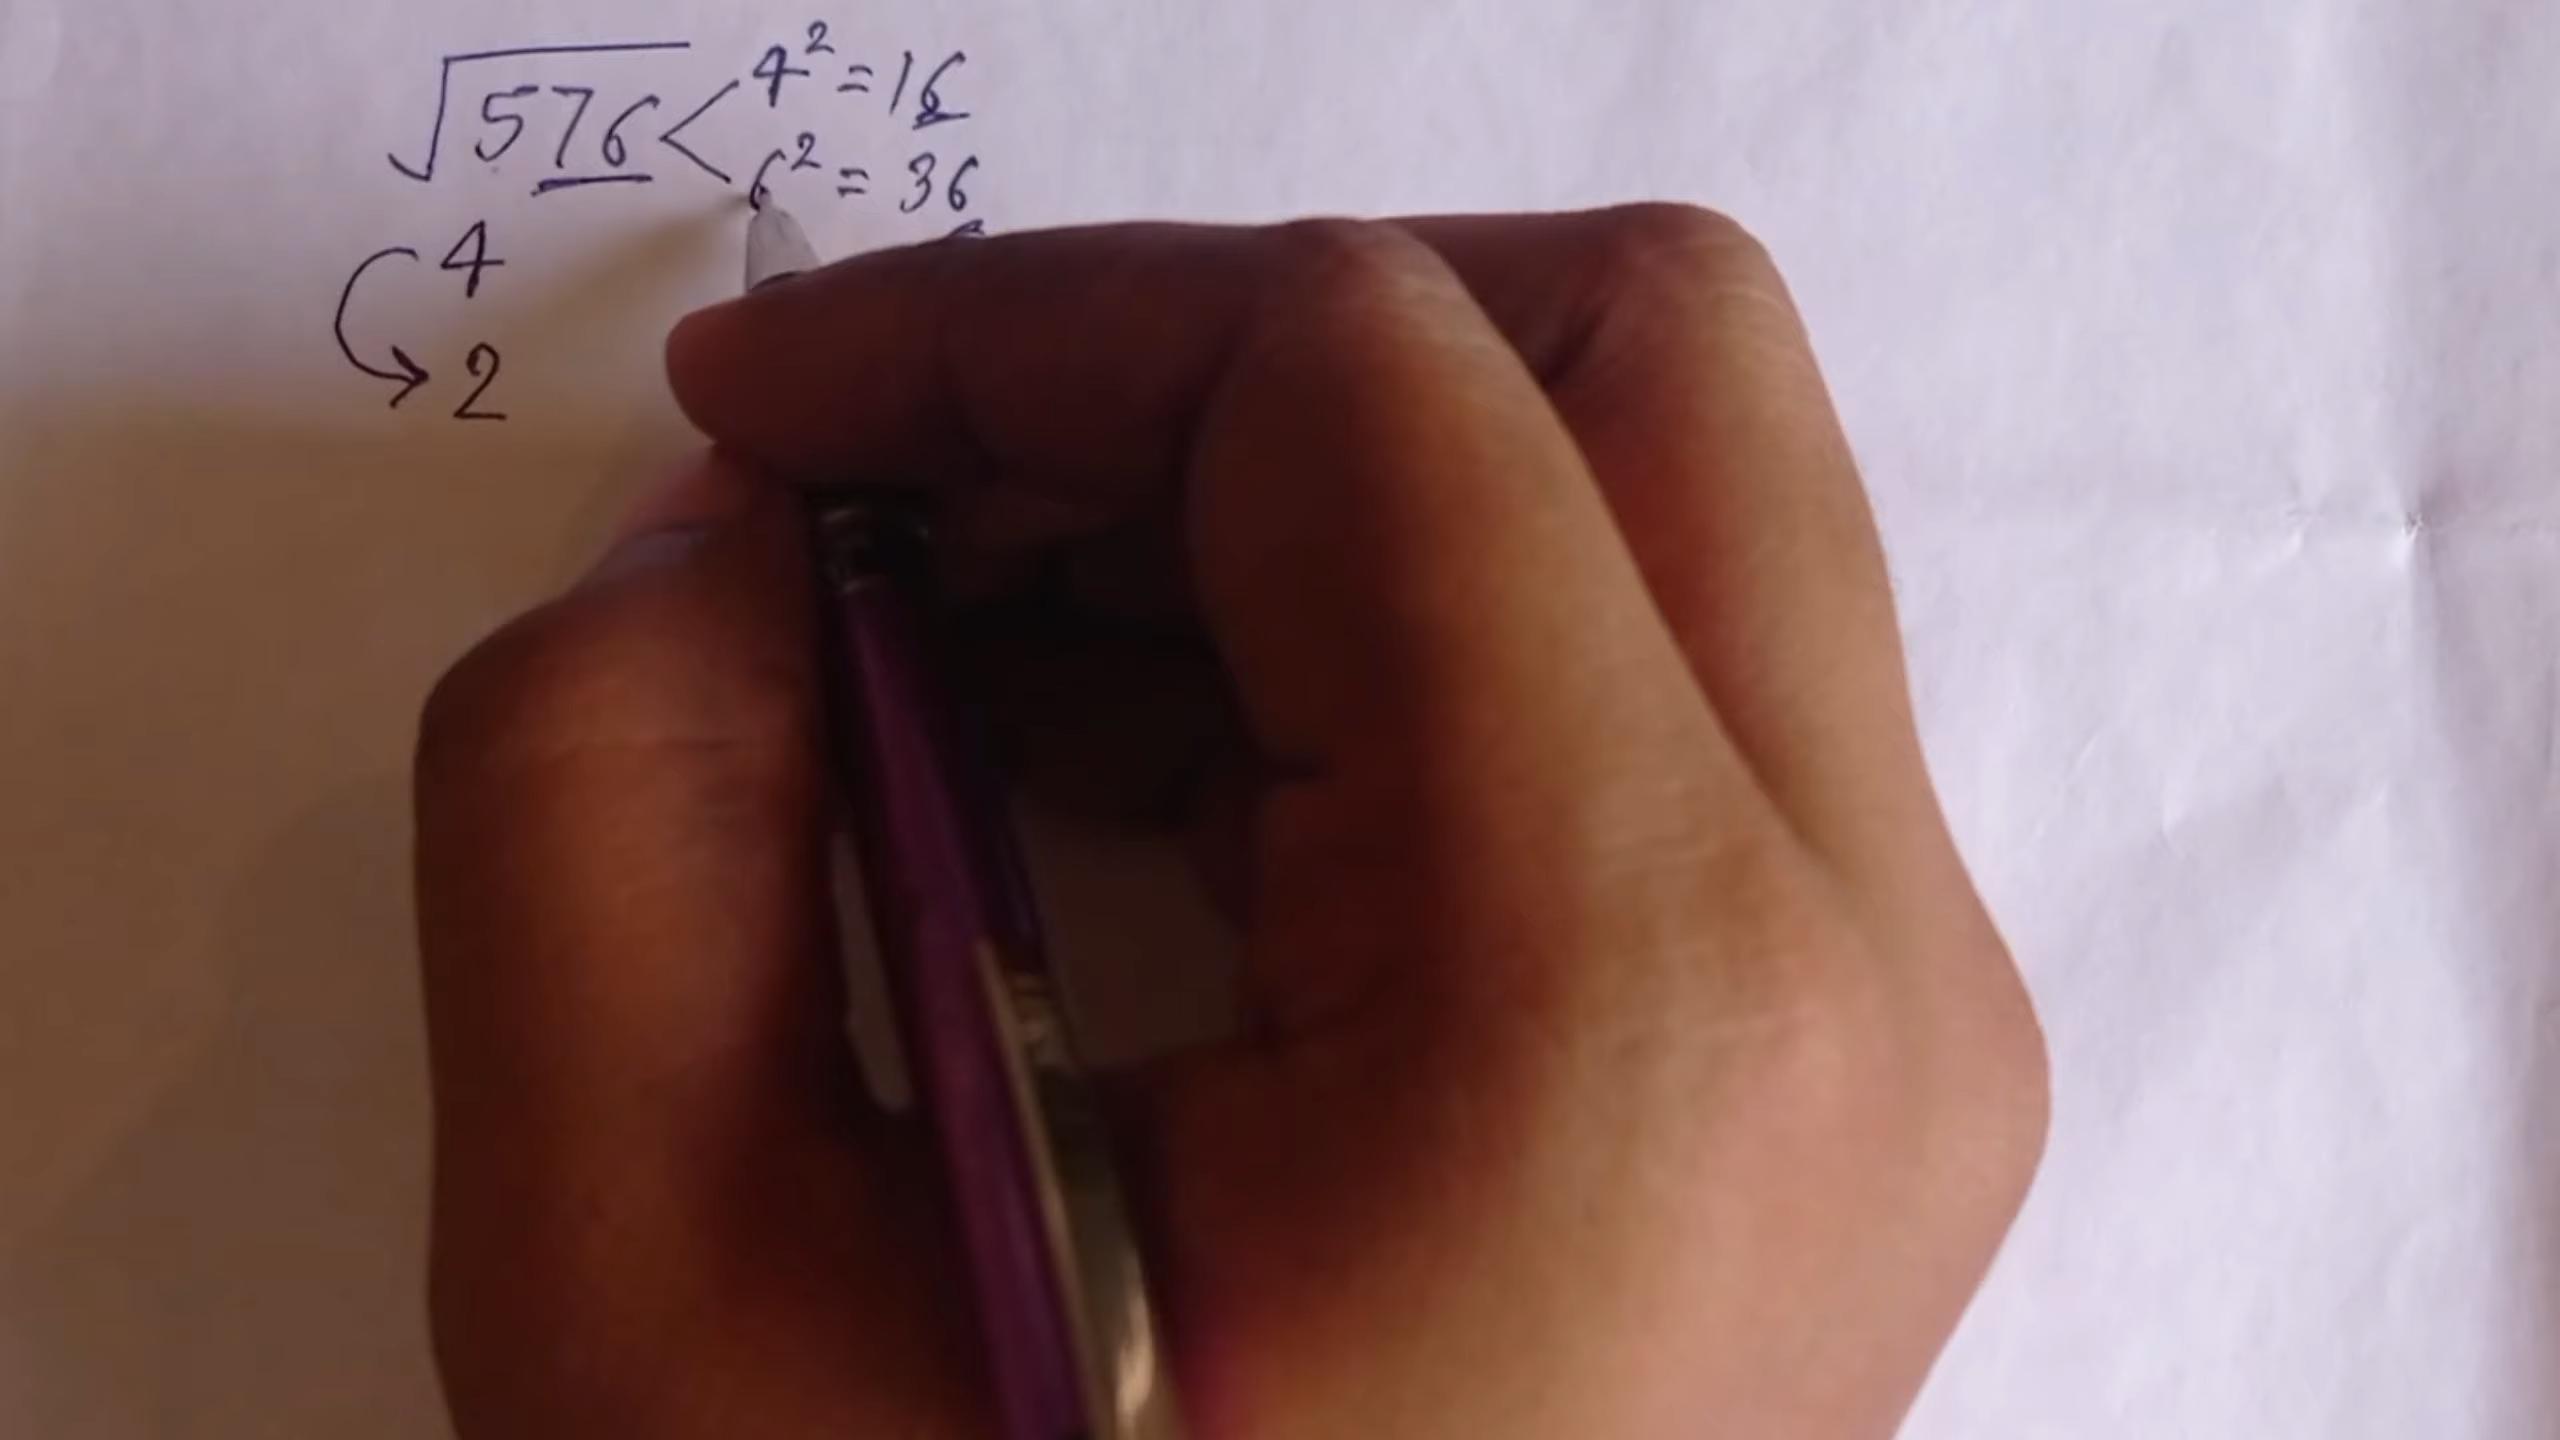 √576 < 4² = 16
6² = 36
4
2